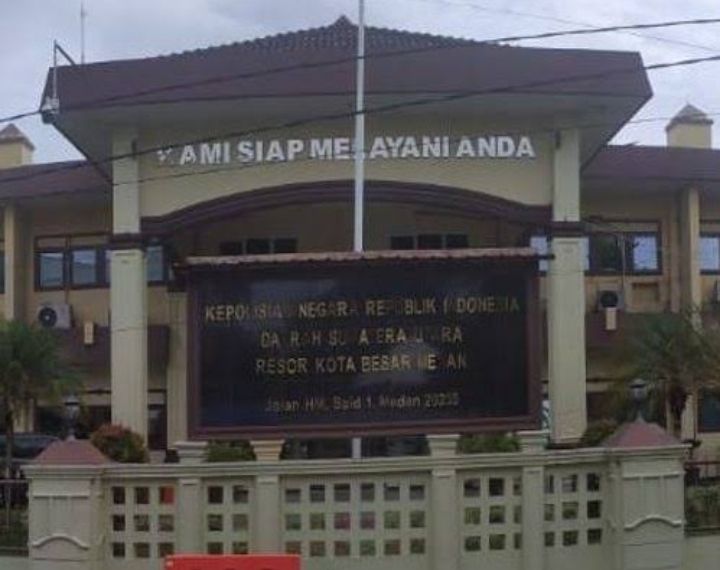 KAMI SIAP MELAYANI ANDA
KEPOLISIAN NEGARA REPUBLIK INDONESIA
DAERAH SUMATERA UTARA
RESOR KOTA BESAR MEDAN
Jalan HM. Said 1. Medan